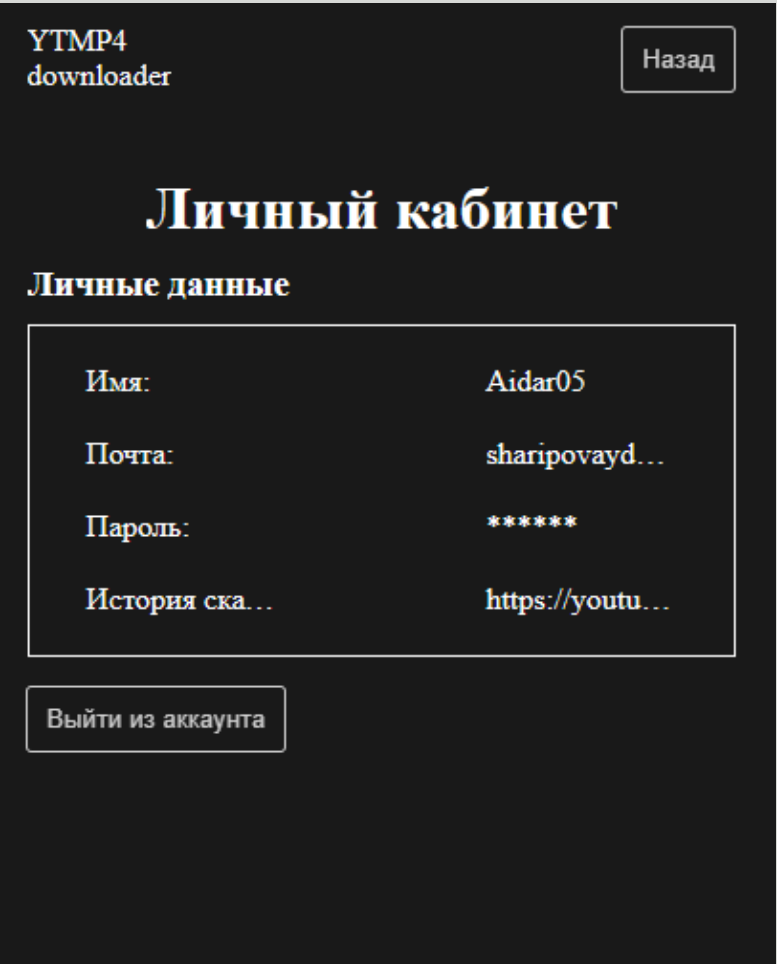 YTMP4
downloader
Назад
Личный кабинет
Личные данные
Имя: Aidar05
Почта: sharipovayd…
Пароль: ******
История ска… https://youtu…
Выйти из аккаунта